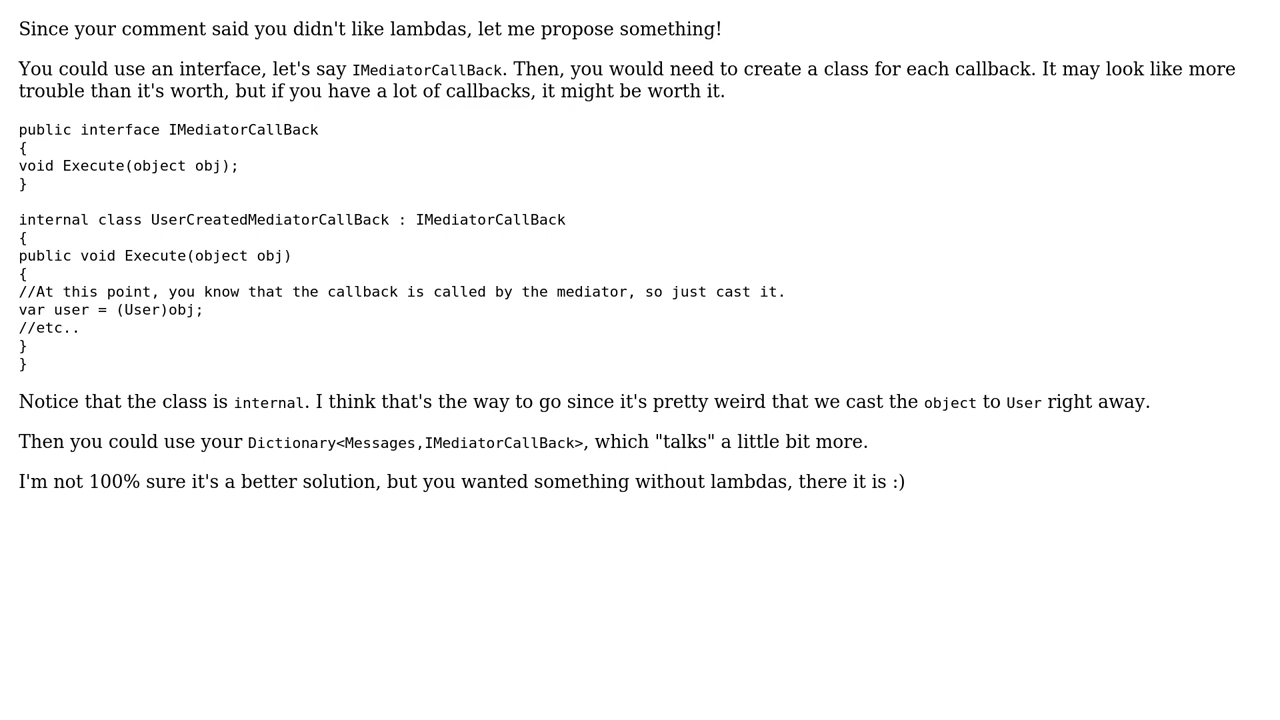 Since your comment said you didn't like lambdas, let me propose something!
You could use an interface, let's say IMediatorCallBack. Then, you would need to create a class for each callback. It may look like more
trouble than it's worth, but if you have a lot of callbacks, it might be worth it.
public interface IMediatorCallBack
{
void Execute(object obj);
}
internal class UserCreatedMediatorCallBack : IMediatorCallBack
{
public void Execute(object obj)
{
//At this point, you know that the callback is called by the mediator, so just cast it.
var user = (User)obj;
//etc..
}
}
Notice that the class is internal. I think that's the way to go since it's pretty weird that we cast the object to User right away.
Then you could use your Dictionary<Messages,IMediatorCallBack>, which "talks" a little bit more.
I'm not 100% sure it's a better solution, but you wanted something without lambdas, there it is :)